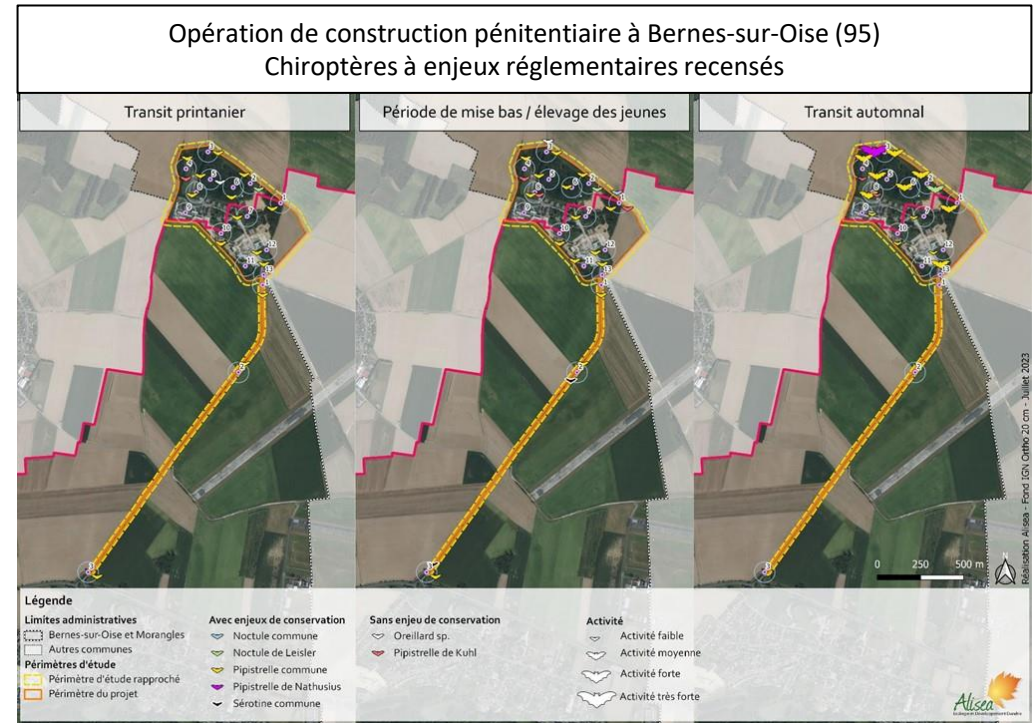 Opération de construction pénitentiaire à Bernes-sur-Oise (95)
Chiroptères à enjeux réglementaires recensés
Transit printanier
Période de mise bas / élevage des jeunes
Transit automnal
0 250 500 m
N
Réalisation Alisea - Fond IGN Ortho 20 cm - Juillet 2023
Légende
Limites administratives
Bernes-sur-Oise et Morangles
Autres communes
Périmètres d'étude
Périmètre d'étude rapproché
Périmètre du projet
Avec enjeux de conservation
Noctule commune
Noctule de Leisler
Pipistrelle commune
Pipistrelle de Nathusius
Sérotine commune
Sans enjeu de conservation
Oreillard sp.
Pipistrelle de Kuhl
Activité
Activité faible
Activité moyenne
Activité forte
Activité très forte
Alisea